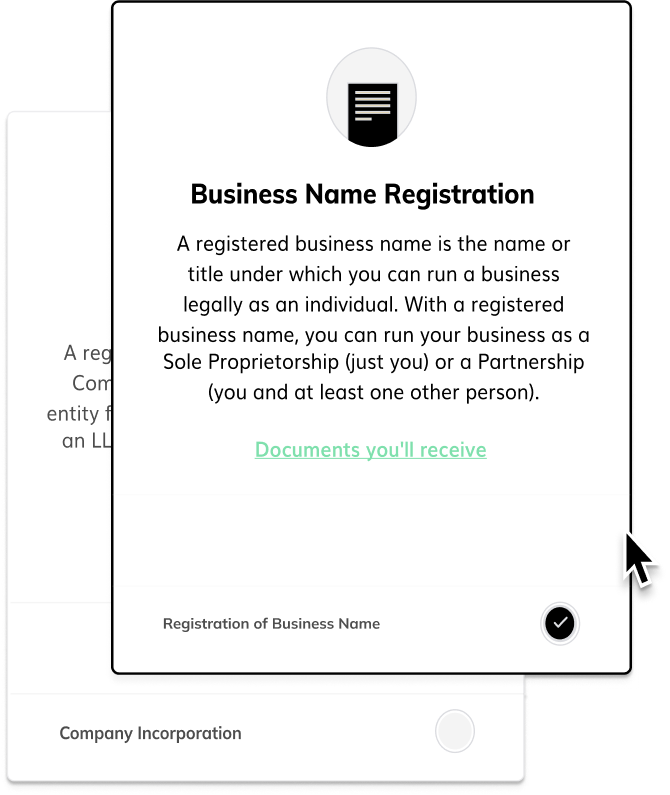 Business Name Registration
A registered business name is the name or
title under which you can run a business
legally as an individual. With a registered
business name, you can run your business as a
Sole Proprietorship (just you) or a Partnership
(you and at least one other person).
Documents you'll receive
Registration of Business Name
A reg
Com
entity f
an LL
Company Incorporation